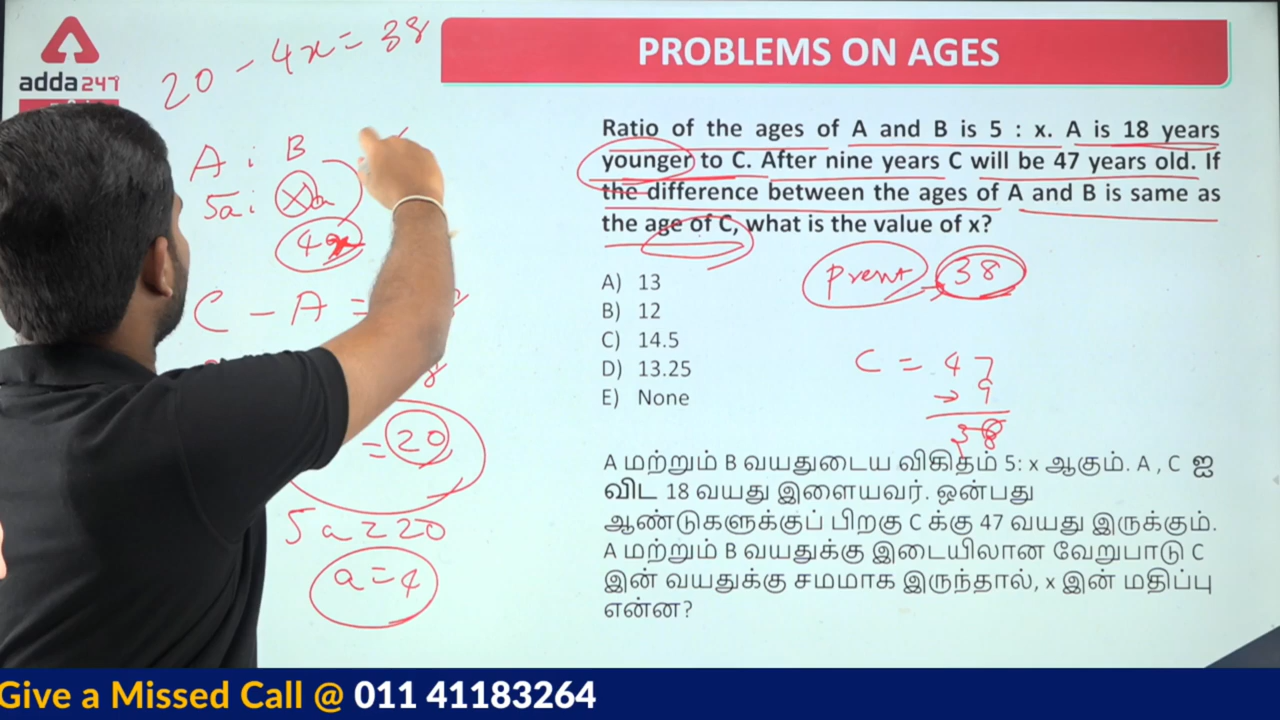 adda247
20 - 4x = 38
PROBLEMS ON AGES
A : B
5a : xa
4x
C - A =
= 20
5a = 20
a = 4
Ratio of the ages of A and B is 5 : x. A is 18 years
younger to C. After nine years C will be 47 years old. If
the difference between the ages of A and B is same as
the age of C, what is the value of x?
A) 13
B) 12
C) 14.5
D) 13.25
E) None
present → 38
C = 47
→ 9
38
A மற்றும் B வயதுடைய விகிதம் 5: x ஆகும். A , C ஐ
விட 18 வயது இளையவர். ஒன்பது
ஆண்டுகளுக்குப் பிறகு C க்கு 47 வயது இருக்கும்.
A மற்றும் B வயதுக்கு இடையிலான வேறுபாடு C
இன் வயதுக்கு சமமாக இருந்தால், x இன் மதிப்பு
என்ன?
Give a Missed Call @ 011 41183264